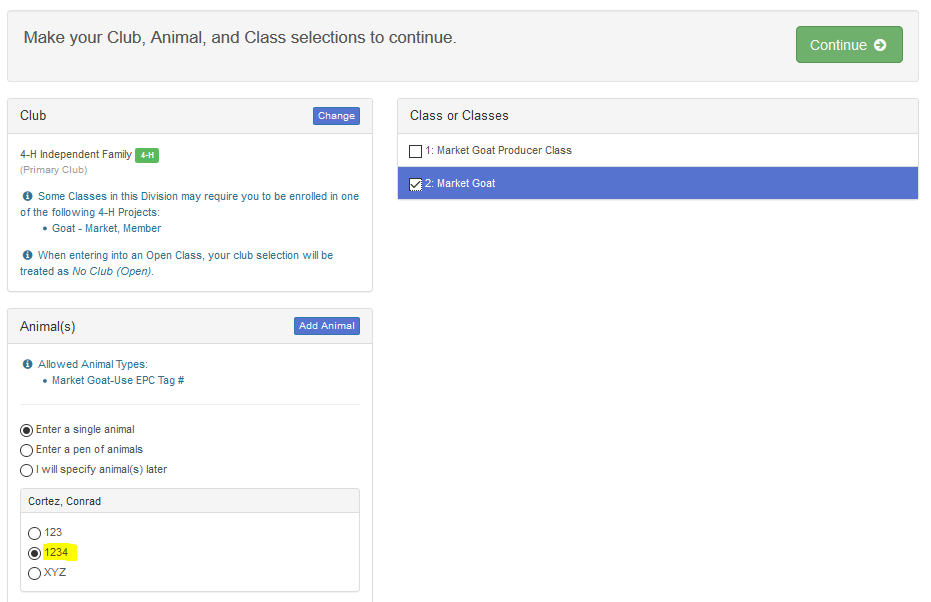 Make your Club, Animal, and Class selections to continue.
Continue
Club
Change
4-H Independent Family 4-H
(Primary Club)
Some Classes in this Division may require you to be enrolled in one
of the following 4-H Projects:
• Goat - Market, Member
When entering into an Open Class, your club selection will be
treated as No Club (Open).
Animal(s)
Add Animal
Allowed Animal Types:
• Market Goat-Use EPC Tag #
Enter a single animal
Enter a pen of animals
I will specify animal(s) later
Cortez, Conrad
123
1234
XYZ
Class or Classes
1: Market Goat Producer Class
2: Market Goat